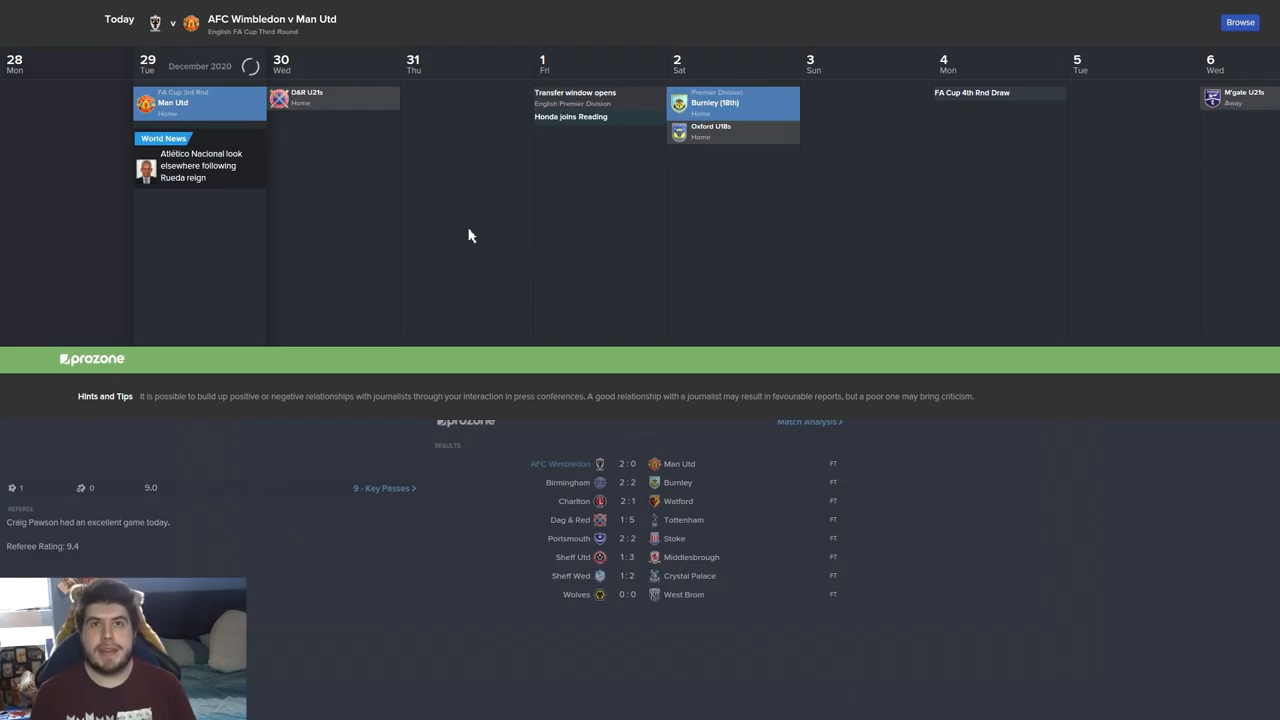 Today
v
AFC Wimbledon v Man Utd
English FA Cup Third Round
Browse
28
Mon
29
Tue
December 2020
30
Wed
31
Thu
1
Fri
2
Sat
3
Sun
4
Mon
5
Tue
6
Wed
FA Cup 3rd Rnd
Man Utd
Home
World News
Atlético Nacional look
elsewhere following
Rueda reign
D&R U21s
Home
Transfer window opens
English Premier Division
Honda joins Reading
Premier Division
Burnley (18th)
Home
Oxford U18s
Home
FA Cup 4th Rnd Draw
M'gate U21s
Away
prozone
Hints and Tips It is possible to build up positive or negative relationships with journalists through your interaction in press conferences. A good relationship with a journalist may result in favourable reports, but a poor one may bring criticism.
prozone
Match Analysis >
RESULTS
AFC Wimbledon 2 : 0 Man Utd FT
Birmingham 2 : 2 Burnley FT
Charlton 2 : 1 Watford FT
Dag & Red 1 : 5 Tottenham FT
Portsmouth 2 : 2 Stoke FT
Sheff Utd 1 : 3 Middlesbrough FT
Sheff Wed 1 : 2 Crystal Palace FT
Wolves 0 : 0 West Brom FT
1 0 9.0
9 - Key Passes >
REFEREE
Craig Pawson had an excellent game today.
Referee Rating: 9.4